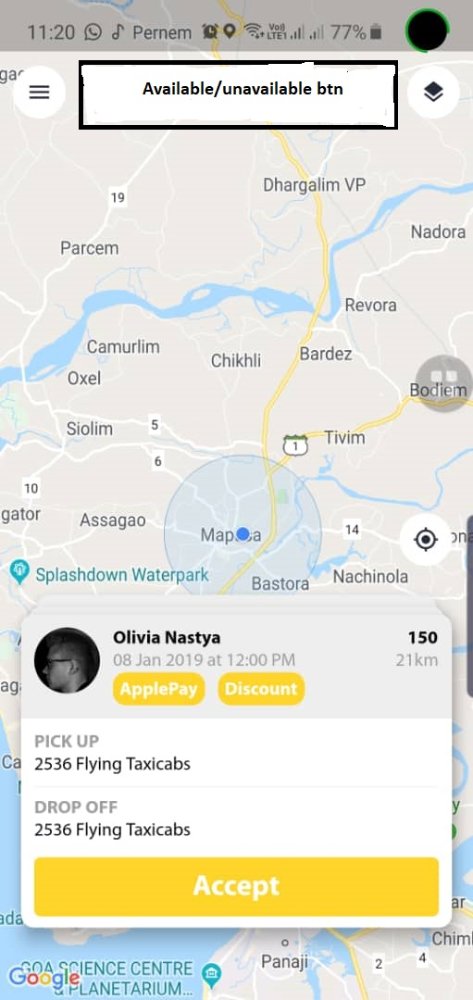 11:20 Pernem Vo) LTE1 77%
Available/unavailable btn
19
Dhargalim VP
Nadora
Parcem
Revora
Camurlim
Chikhli
Bardez
Oxel
Bodiem
Siolim
5
1
Tivim
6
10
gator
Assagao
14
Splashdown Waterpark
Bastora
Nachinola
Olivia Nastya 150
08 Jan 2019 at 12:00 PM 21km
ApplePay Discount
PICK UP
2536 Flying Taxicabs
DROP OFF
2536 Flying Taxicabs
Accept
Panaji
2
4
GOA SCIENCE CENTRE
& PLANETARIUM...
Google